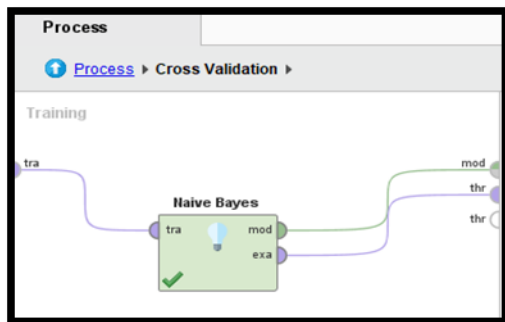 Process
Process ▸ Cross Validation ▸
Training
tra
mod
thr
thr
Naive Bayes
tra
mod
exa